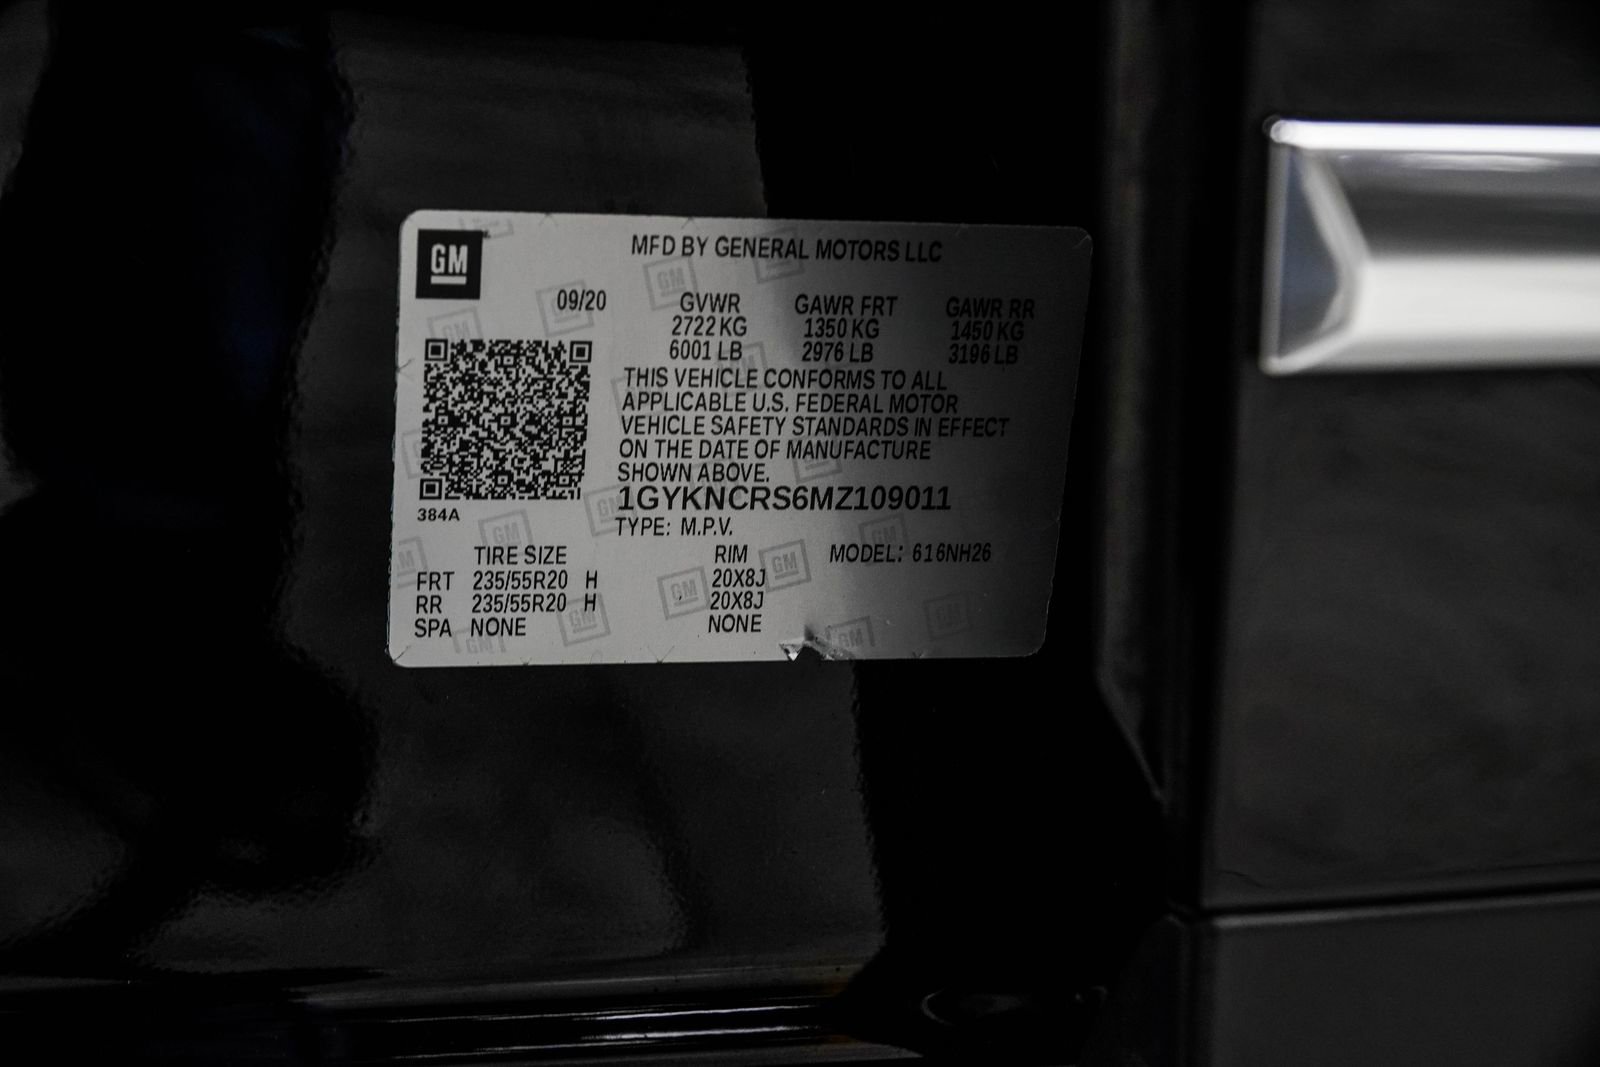 GM
MFD BY GENERAL MOTORS LLC
09/20 GVWR GAWR FRT GAWR RR
2722 KG 1350 KG 1450 KG
6001 LB 2976 LB 3196 LB
THIS VEHICLE CONFORMS TO ALL
APPLICABLE U.S. FEDERAL MOTOR
VEHICLE SAFETY STANDARDS IN EFFECT
ON THE DATE OF MANUFACTURE
SHOWN ABOVE.
1GYKNCRS6MZ109011
384A
TYPE: M.P.V.
TIRE SIZE RIM MODEL: 616NH26
FRT 235/55R20 H 20X8J
RR 235/55R20 H 20X8J
SPA NONE NONE